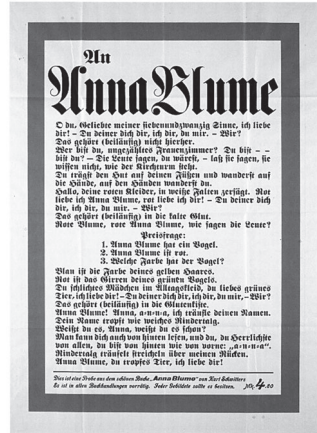 An
Anna Blume
O du, Geliebte meiner siebenundzwanzig Sinne, ich liebe
dir! – Du deiner dich dir, ich dir, du mir. – Wir?
Das gehört (beiläufig) nicht hierher.
Wer bist du, ungezähltes Frauenzimmer? Du bist – –
bist du? – Die Leute sagen, du wärest, – laß sie sagen, sie
wissen nicht, wie der Kirchturm steht.
Du trägst den Hut auf deinen Füßen und wanderst auf
die Hände, auf den Händen wanderst du.
Hallo, deine roten Kleider, in weiße Falten zersägt. Rot
liebe ich Anna Blume, rot liebe ich dir! – Du deiner dich
dir, ich dir, du mir. – Wir?
Das gehört (beiläufig) in die kalte Glut.
Rote Blume, rote Anna Blume, wie sagen die Leute?
Preisfrage:
1. Anna Blume hat ein Vogel.
2. Anna Blume ist rot.
3. Welche Farbe hat der Vogel?
Blau ist die Farbe deines gelben Haares.
Rot ist das Girren deines grünen Vogels.
Du schlichtes Mädchen im Alltagskleid, du liebes grünes
Tier, ich liebe dir! – Du deiner dich dir, ich dir, du mir, – Wir?
Das gehört (beiläufig) in die Glutenkiste.
Anna Blume! Anna, a-n-n-a, ich träufle deinen Namen.
Dein Name tropft wie weiches Rindertalg.
Weißt du es, Anna, weißt du es schon?
Man kann dich auch von hinten lesen, und du, du Herrlichste
von allen, du bist von hinten wie von vorne: „a-n-n-a“.
Rindertalg träufelt streicheln über meinen Rücken.
Anna Blume, du tropfes Tier, ich liebe dir!
Dies ist eine Probe aus dem schönen Buche „Anna Blume“ von Kurt Schwitters
Es ist in allen Buchhandlungen vorrätig. Jeder Gebildete sollte es besitzen. M. 4.00